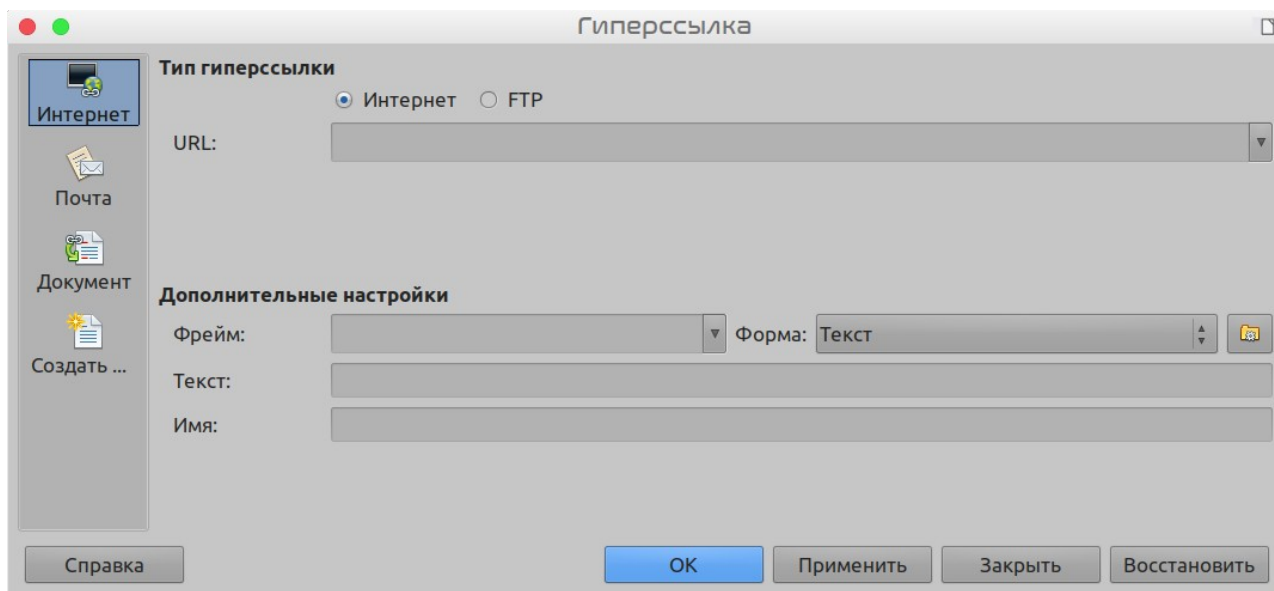 Гиперссылка
Интернет
Почта
Документ
Создать ...
Тип гиперссылки
Интернет FTP
URL:
Дополнительные настройки
Фрейм: Форма: Текст
Текст:
Имя:
Справка OK Применить Закрыть Восстановить